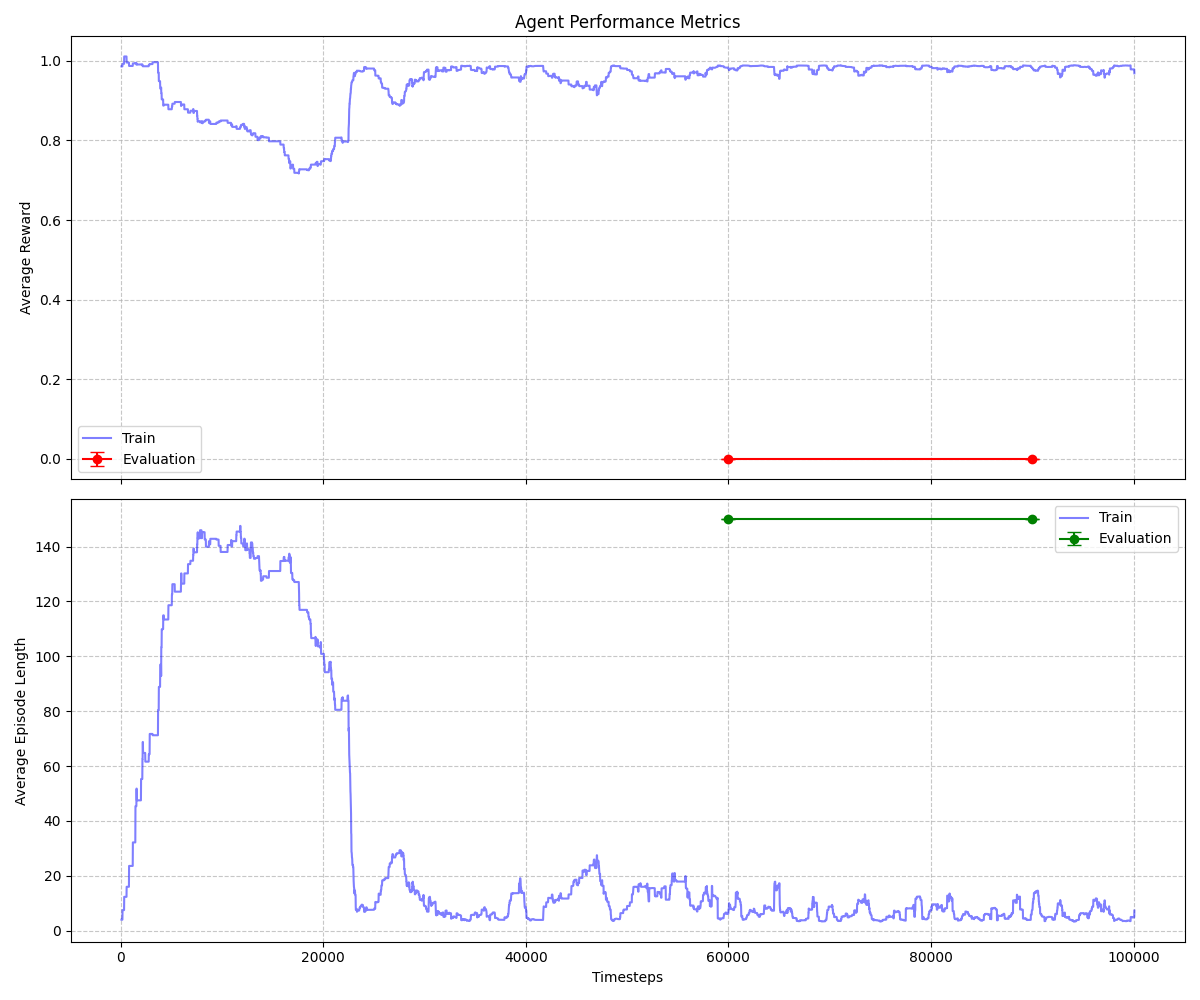 Agent Performance Metrics
1.0
0.8
0.6
0.4
0.2
0.0
Average Reward
Train
Evaluation
140
120
100
80
60
40
20
0
Average Episode Length
Train
Evaluation
0 20000 40000 60000 80000 100000
Timesteps